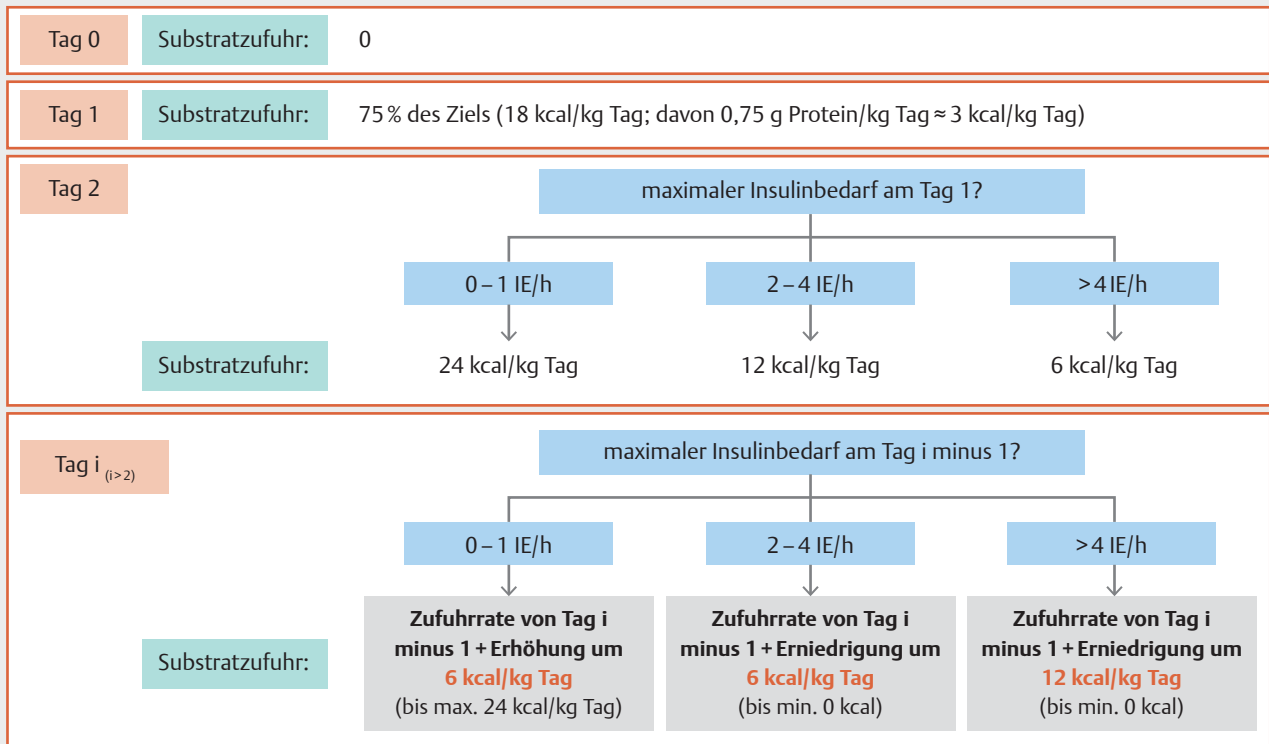 Tag 0 Substratzufuhr: 0
Tag 1 Substratzufuhr: 75 % des Ziels (18 kcal/kg Tag; davon 0,75 g Protein/kg Tag ≈ 3 kcal/kg Tag)
Tag 2 maximaler Insulinbedarf am Tag 1?
0 – 1 IE/h 2 – 4 IE/h > 4 IE/h
Substratzufuhr: 24 kcal/kg Tag 12 kcal/kg Tag 6 kcal/kg Tag
Tag i (i > 2) maximaler Insulinbedarf am Tag i minus 1?
0 – 1 IE/h 2 – 4 IE/h > 4 IE/h
Substratzufuhr:
Zufuhrrate von Tag i
minus 1 + Erhöhung um
6 kcal/kg Tag
(bis max. 24 kcal/kg Tag)
Zufuhrrate von Tag i
minus 1 + Erniedrigung um
6 kcal/kg Tag
(bis min. 0 kcal)
Zufuhrrate von Tag i
minus 1 + Erniedrigung um
12 kcal/kg Tag
(bis min. 0 kcal)